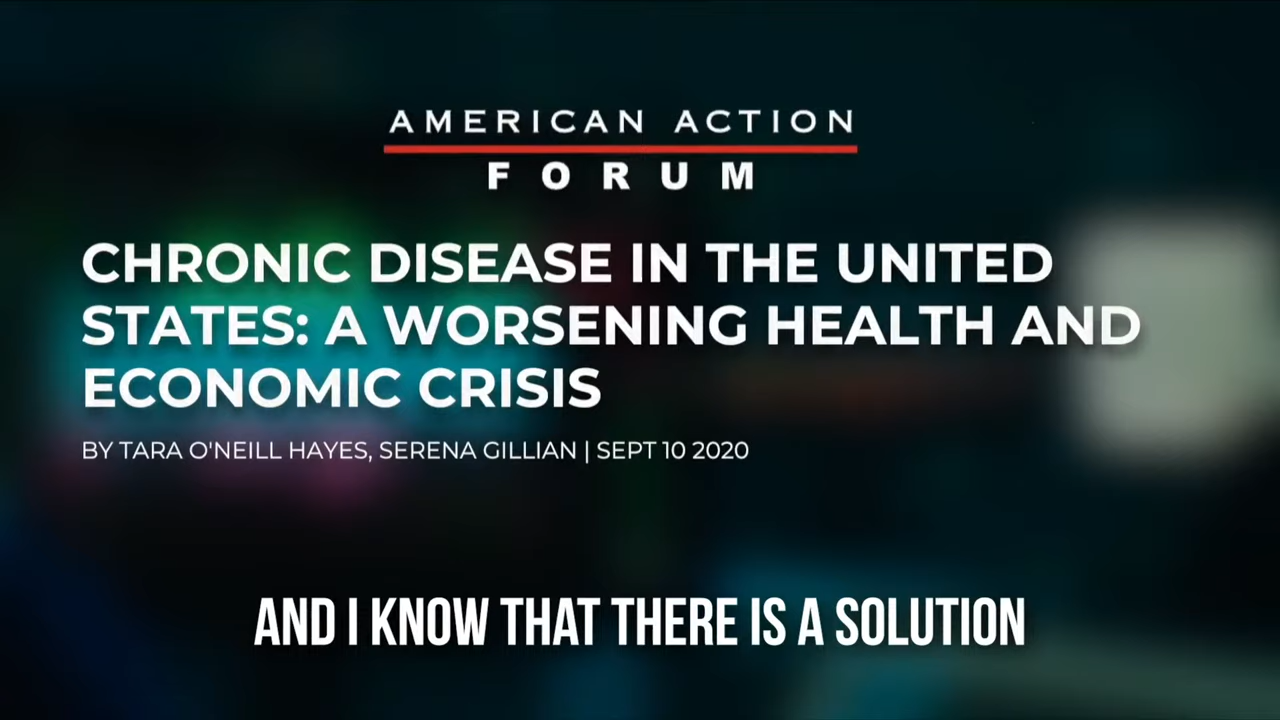 AMERICAN ACTION
FORUM
CHRONIC DISEASE IN THE UNITED
STATES: A WORSENING HEALTH AND
ECONOMIC CRISIS
BY TARA O'NEILL HAYES, SERENA GILLIAN | SEPT 10 2020
AND I KNOW THAT THERE IS A SOLUTION